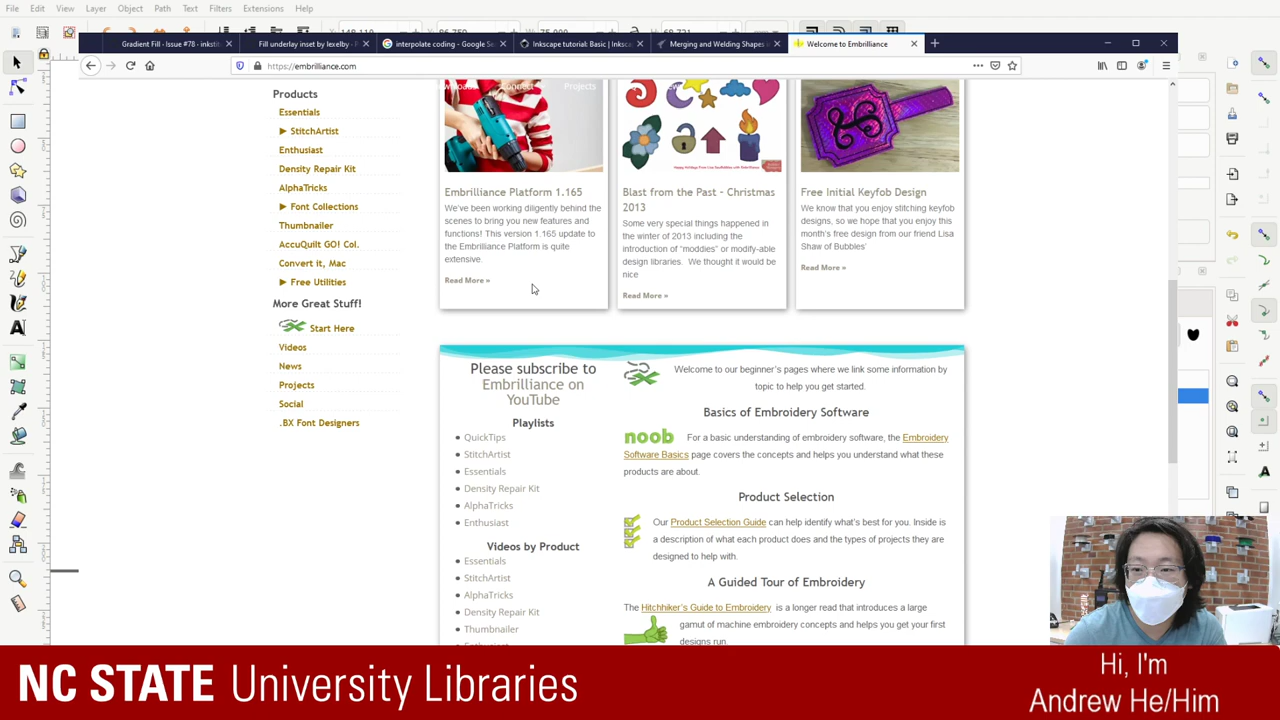 File Edit View Layer Object Path Text Filters Extensions Help
Gradient Fill · Issue #78 · inkstit
Fill underlay inset by lexelby · P
interpolate coding - Google Se
Inkscape tutorial: Basic | Inksca
Merging and Welding Shapes in
Welcome to Embrilliance
https://embrilliance.com
Connect
Projects
Products
Essentials
► StitchArtist
Enthusiast
Density Repair Kit
AlphaTricks
► Font Collections
Thumbnailer
AccuQuilt GO! Col.
Convert it, Mac
► Free Utilities
More Great Stuff!
Start Here
Videos
News
Projects
Social
.BX Font Designers
Embrilliance Platform 1.165
We've been working diligently behind the
scenes to bring you new features and
functions! This version 1.165 update to
the Embrilliance Platform is quite
extensive.
Read More »
Blast from the Past – Christmas
2013
Some very special things happened in
the winter of 2013 including the
introduction of "moddies" or modify-able
design libraries. We thought it would be
nice
Read More »
Free Initial Keyfob Design
We know that you enjoy stitching keyfob
designs, so we hope that you enjoy this
month's free design from our friend Lisa
Shaw of Bubbles'
Read More »
Please subscribe to
Embrilliance on
YouTube
Playlists
QuickTips
StitchArtist
Essentials
Density Repair Kit
AlphaTricks
Enthusiast
Videos by Product
Essentials
StitchArtist
AlphaTricks
Density Repair Kit
Thumbnailer
Welcome to our beginner's pages where we link some information by
topic to help you get started.
Basics of Embroidery Software
noob For a basic understanding of embroidery software, the Embroidery
Software Basics page covers the concepts and helps you understand what these
products are about.
Product Selection
Our Product Selection Guide can help identify what's best for you. Inside is
a description of what each product does and the types of projects they are
designed to help with.
A Guided Tour of Embroidery
The Hitchhiker's Guide to Embroidery is a longer read that introduces a large
gamut of machine embroidery concepts and helps you get your first
designs run.
NC STATE University Libraries
Hi, I'm
Andrew He/Him